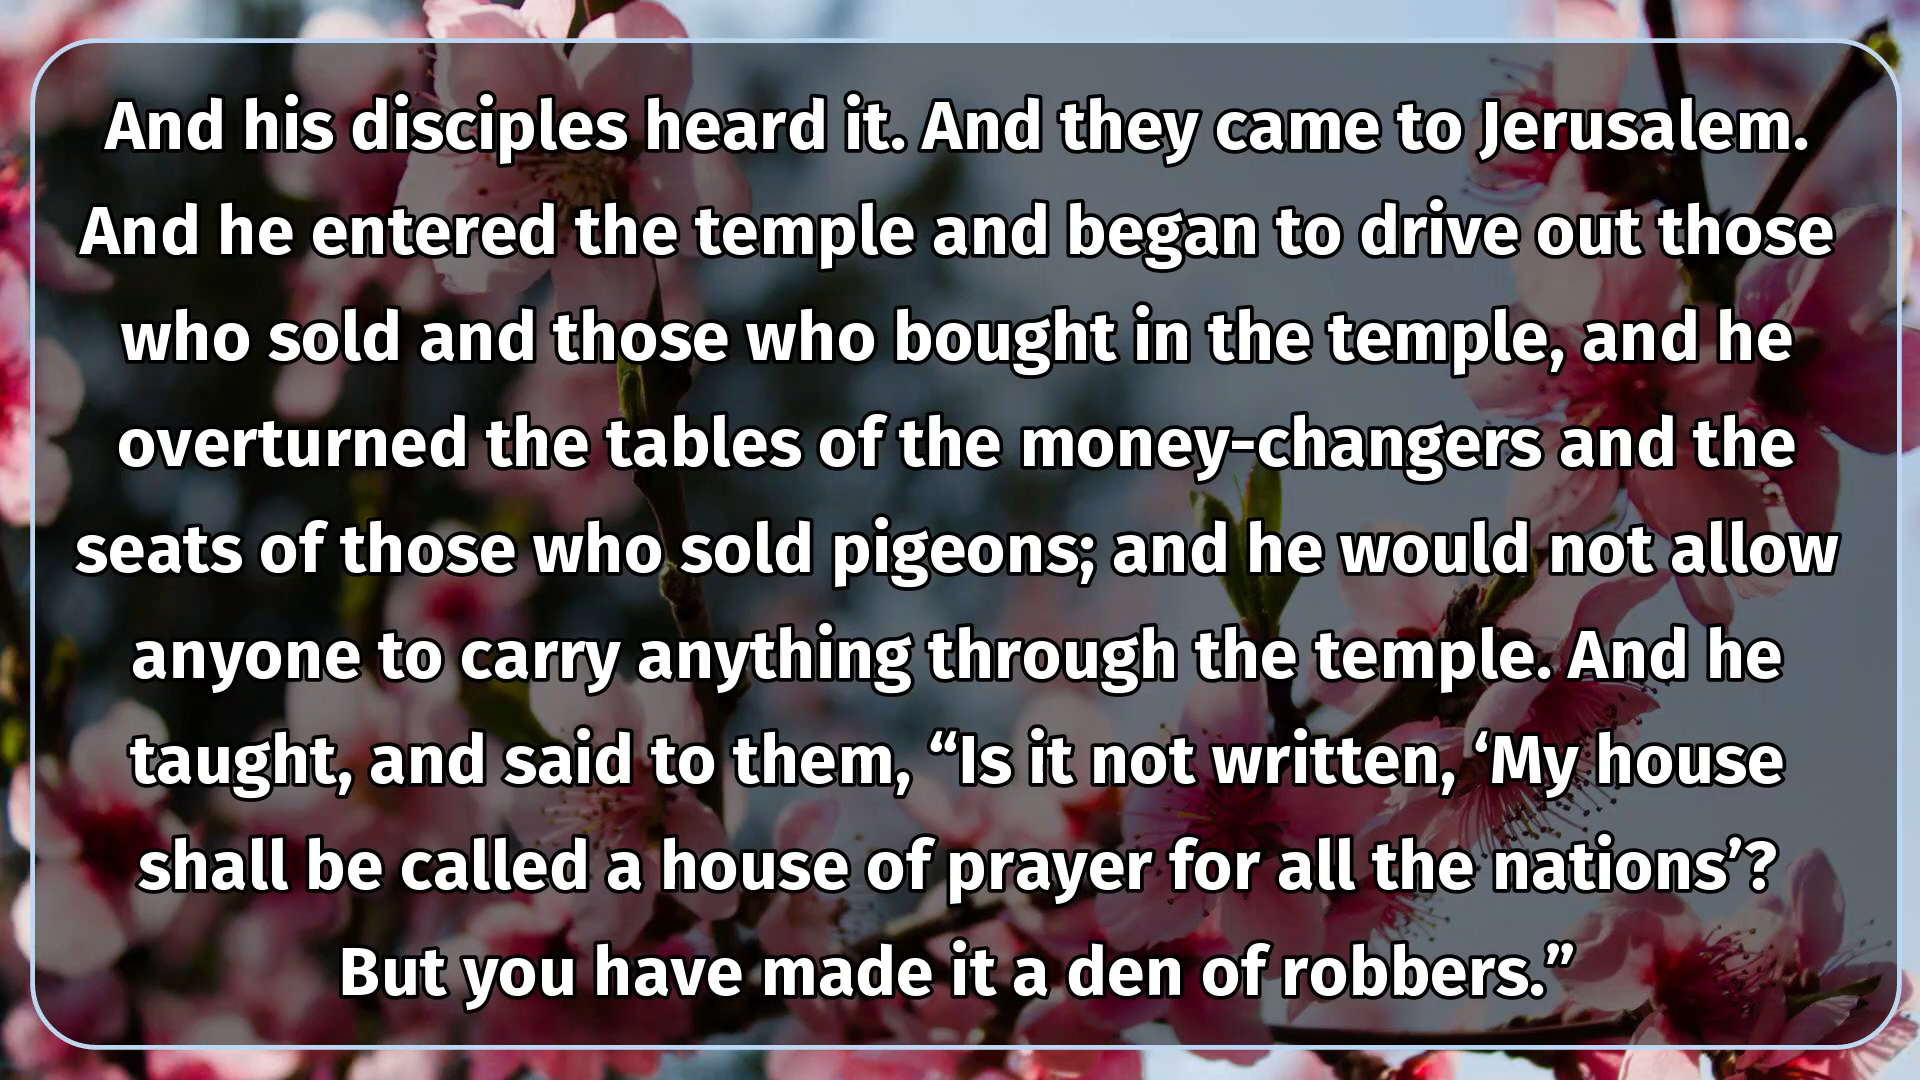 And his disciples heard it. And they came to Jerusalem.
And he entered the temple and began to drive out those
who sold and those who bought in the temple, and he
overturned the tables of the money-changers and the
seats of those who sold pigeons; and he would not allow
anyone to carry anything through the temple. And he
taught, and said to them, “Is it not written, ‘My house
shall be called a house of prayer for all the nations’?
But you have made it a den of robbers.”